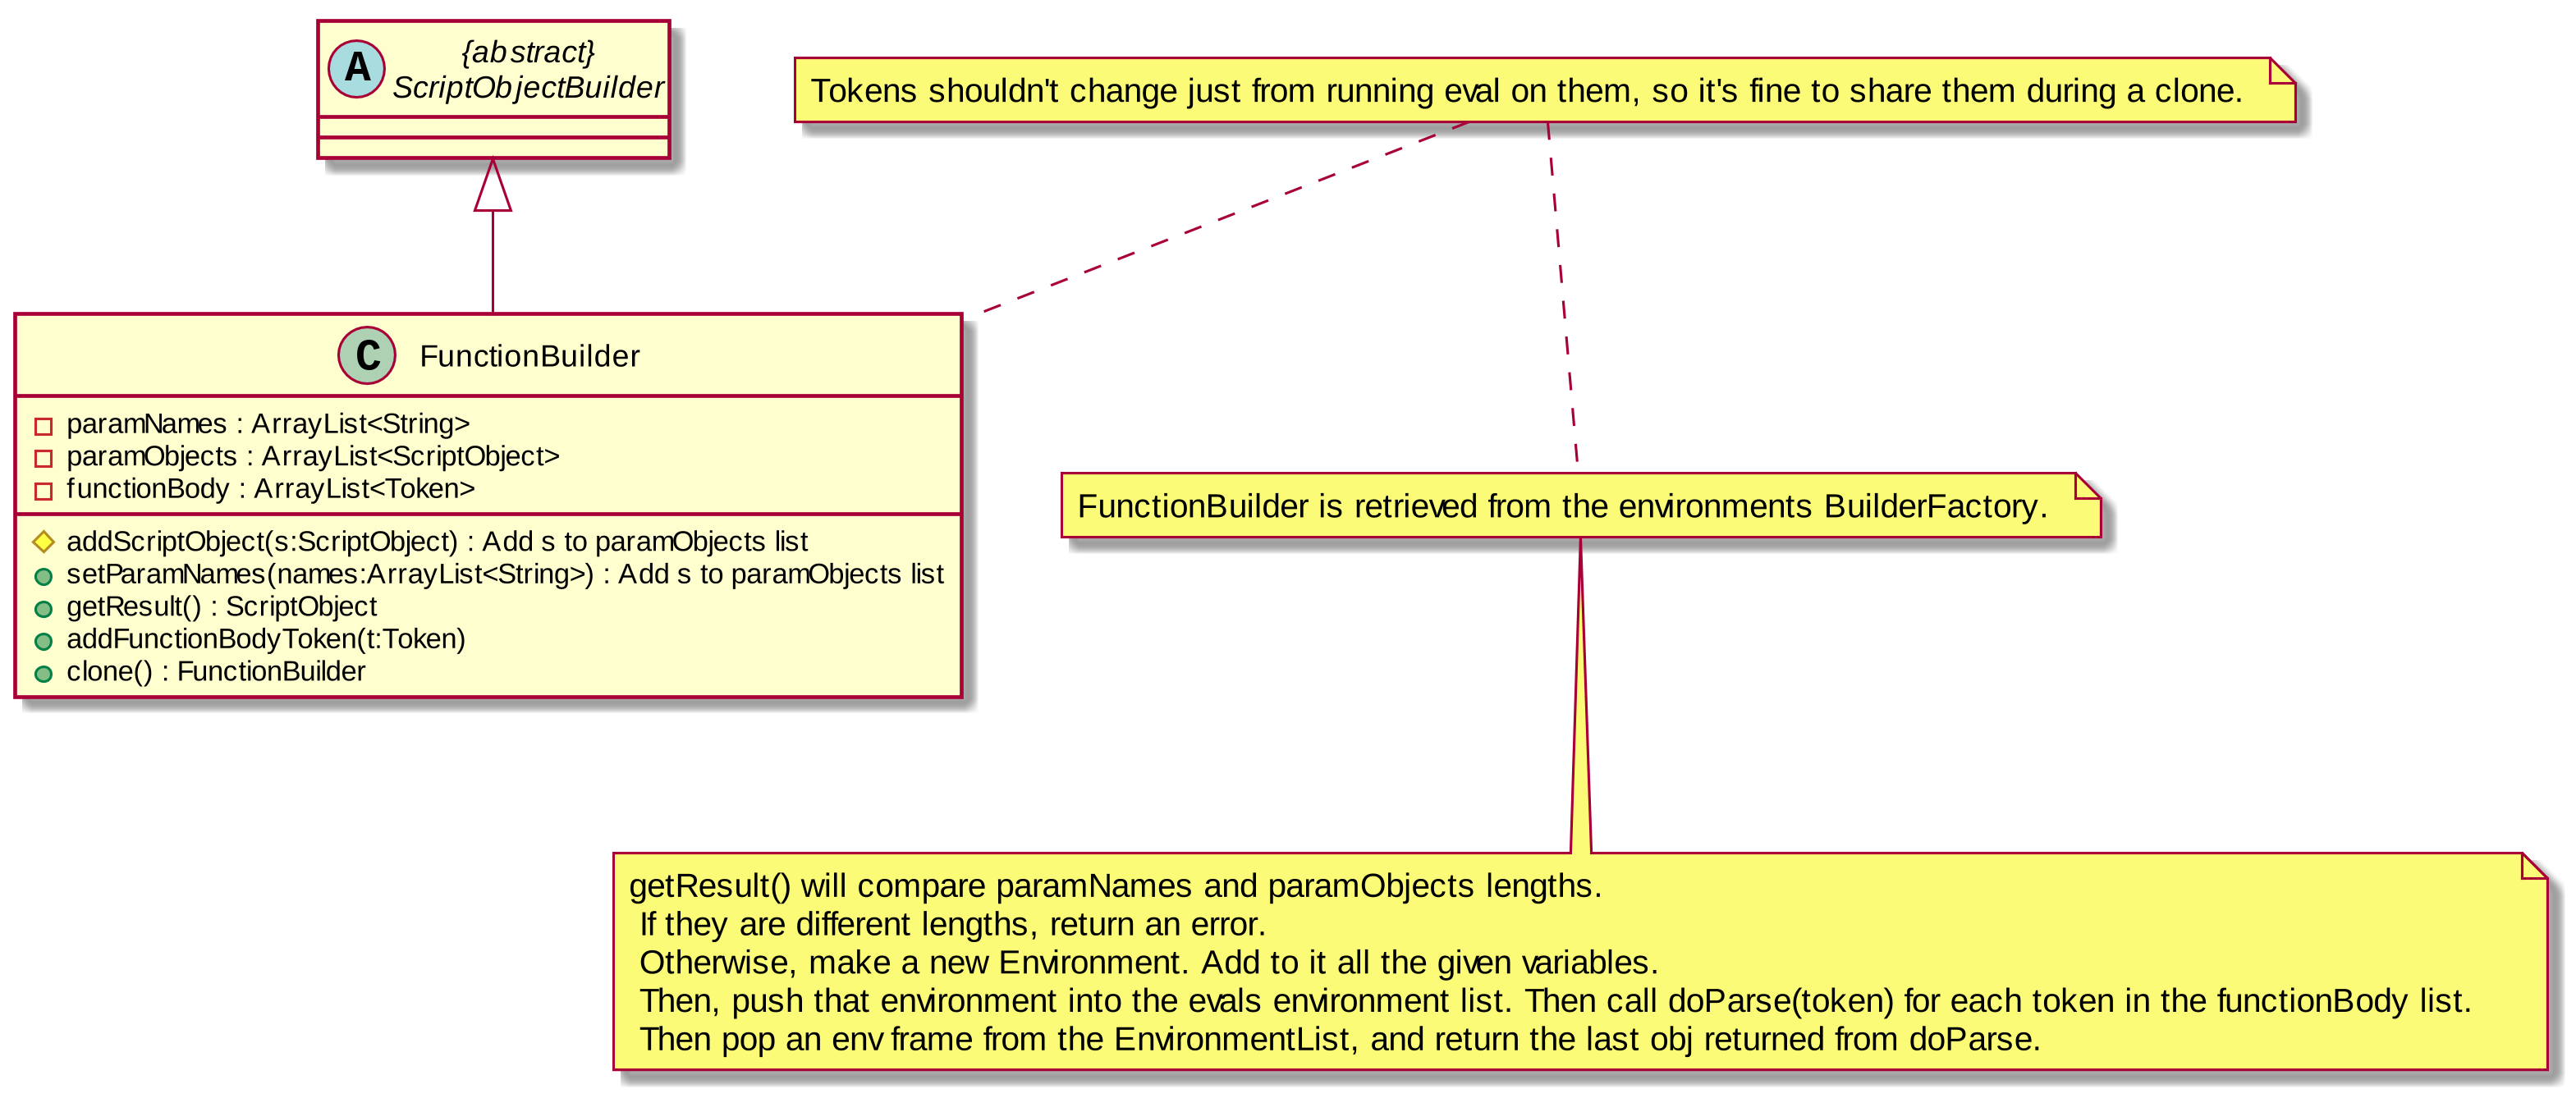 A
{abstract}
ScriptObjectBuilder
Tokens shouldn't change just from running eval on them, so it's fine to share them during a clone.
C FunctionBuilder
paramNames : ArrayList<String>
paramObjects : ArrayList<ScriptObject>
functionBody : ArrayList<Token>
addScriptObject(s:ScriptObject) : Add s to paramObjects list
setParamNames(names:ArrayList<String>) : Add s to paramObjects list
getResult() : ScriptObject
addFunctionBodyToken(t:Token)
clone() : FunctionBuilder
FunctionBuilder is retrieved from the environments BuilderFactory.
getResult() will compare paramNames and paramObjects lengths.
If they are different lengths, return an error.
Otherwise, make a new Environment. Add to it all the given variables.
Then, push that environment into the evals environment list. Then call doParse(token) for each token in the functionBody list.
Then pop an env frame from the EnvironmentList, and return the last obj returned from doParse.